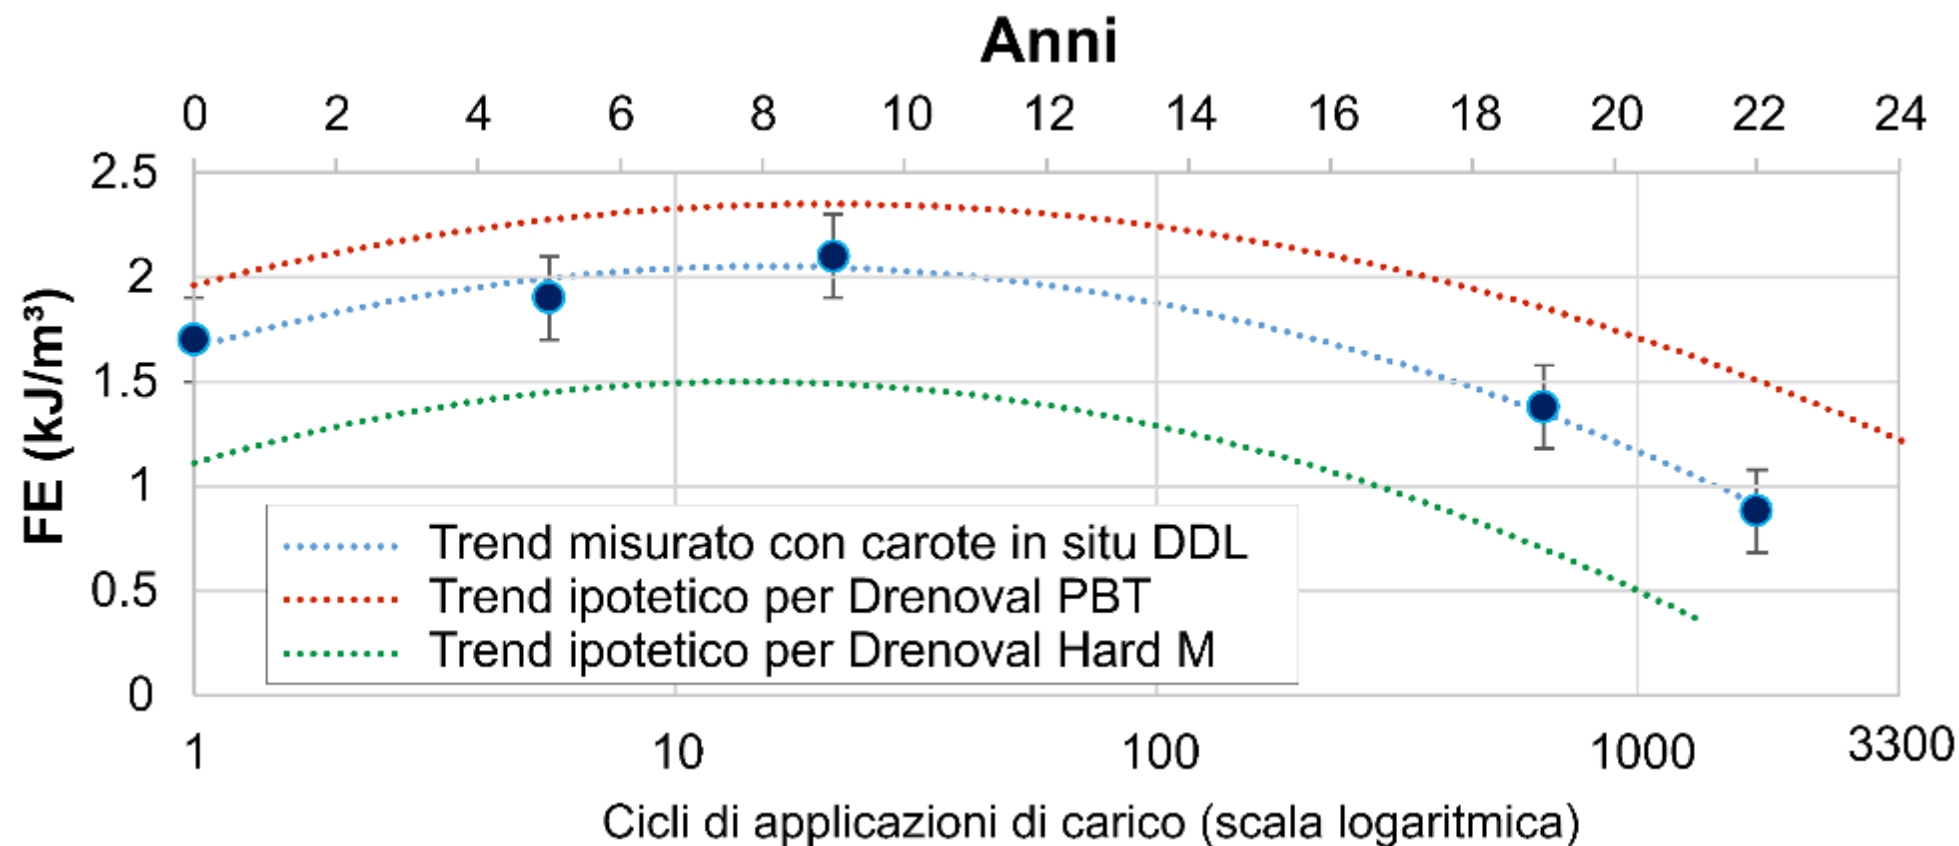 Anni
0 2 4 6 8 10 12 14 16 18 20 22 24
2.5
2
1.5
1
0.5
0
FE (kJ/m³)
Trend misurato con carote in situ DDL
Trend ipotetico per Drenoval PBT
Trend ipotetico per Drenoval Hard M
1 10 100 1000 3300
Cicli di applicazioni di carico (scala logaritmica)